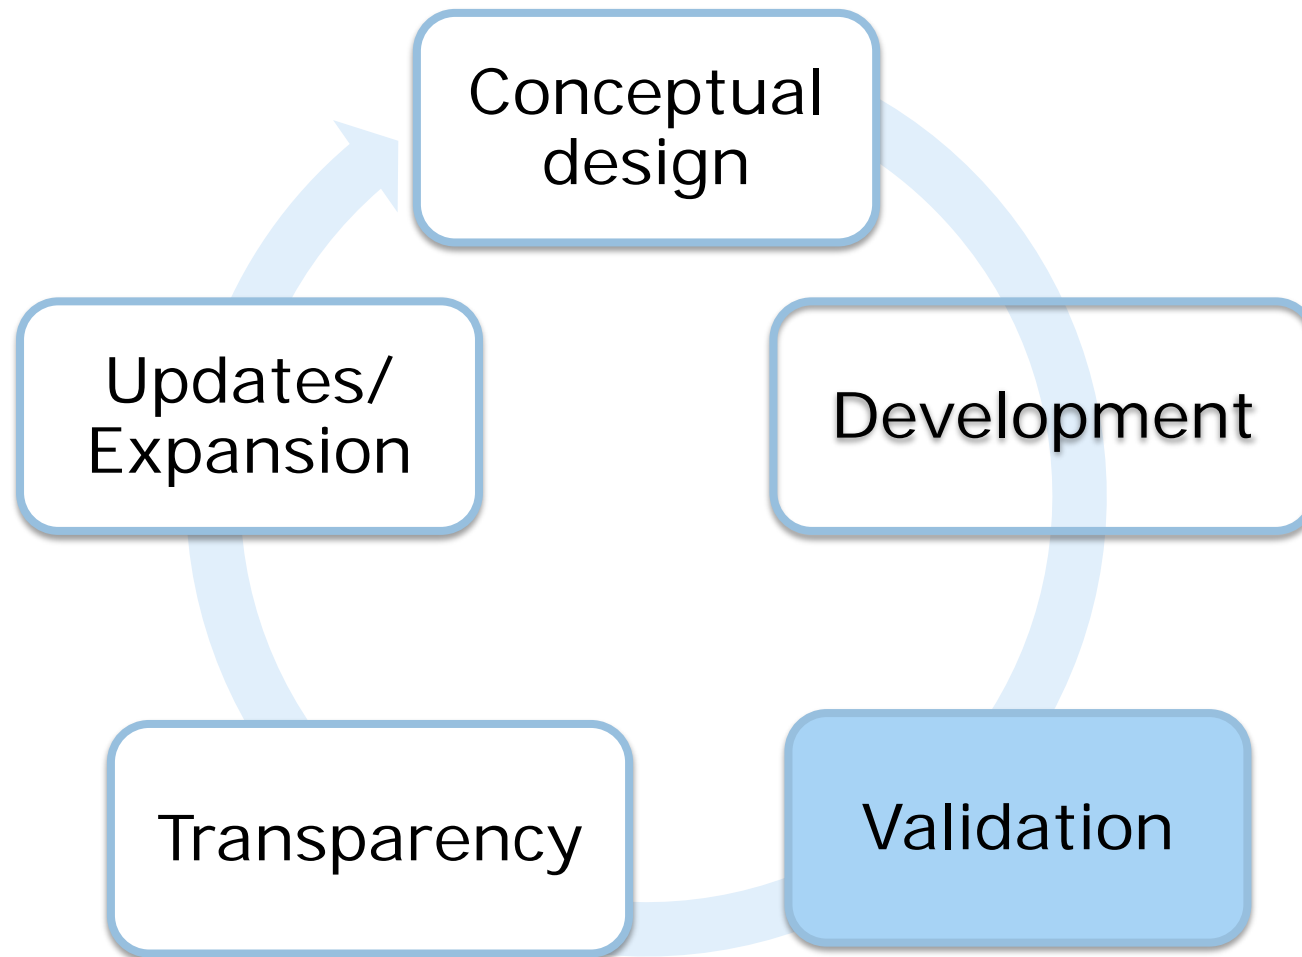 Conceptual
design
Development
Validation
Transparency
Updates/
Expansion